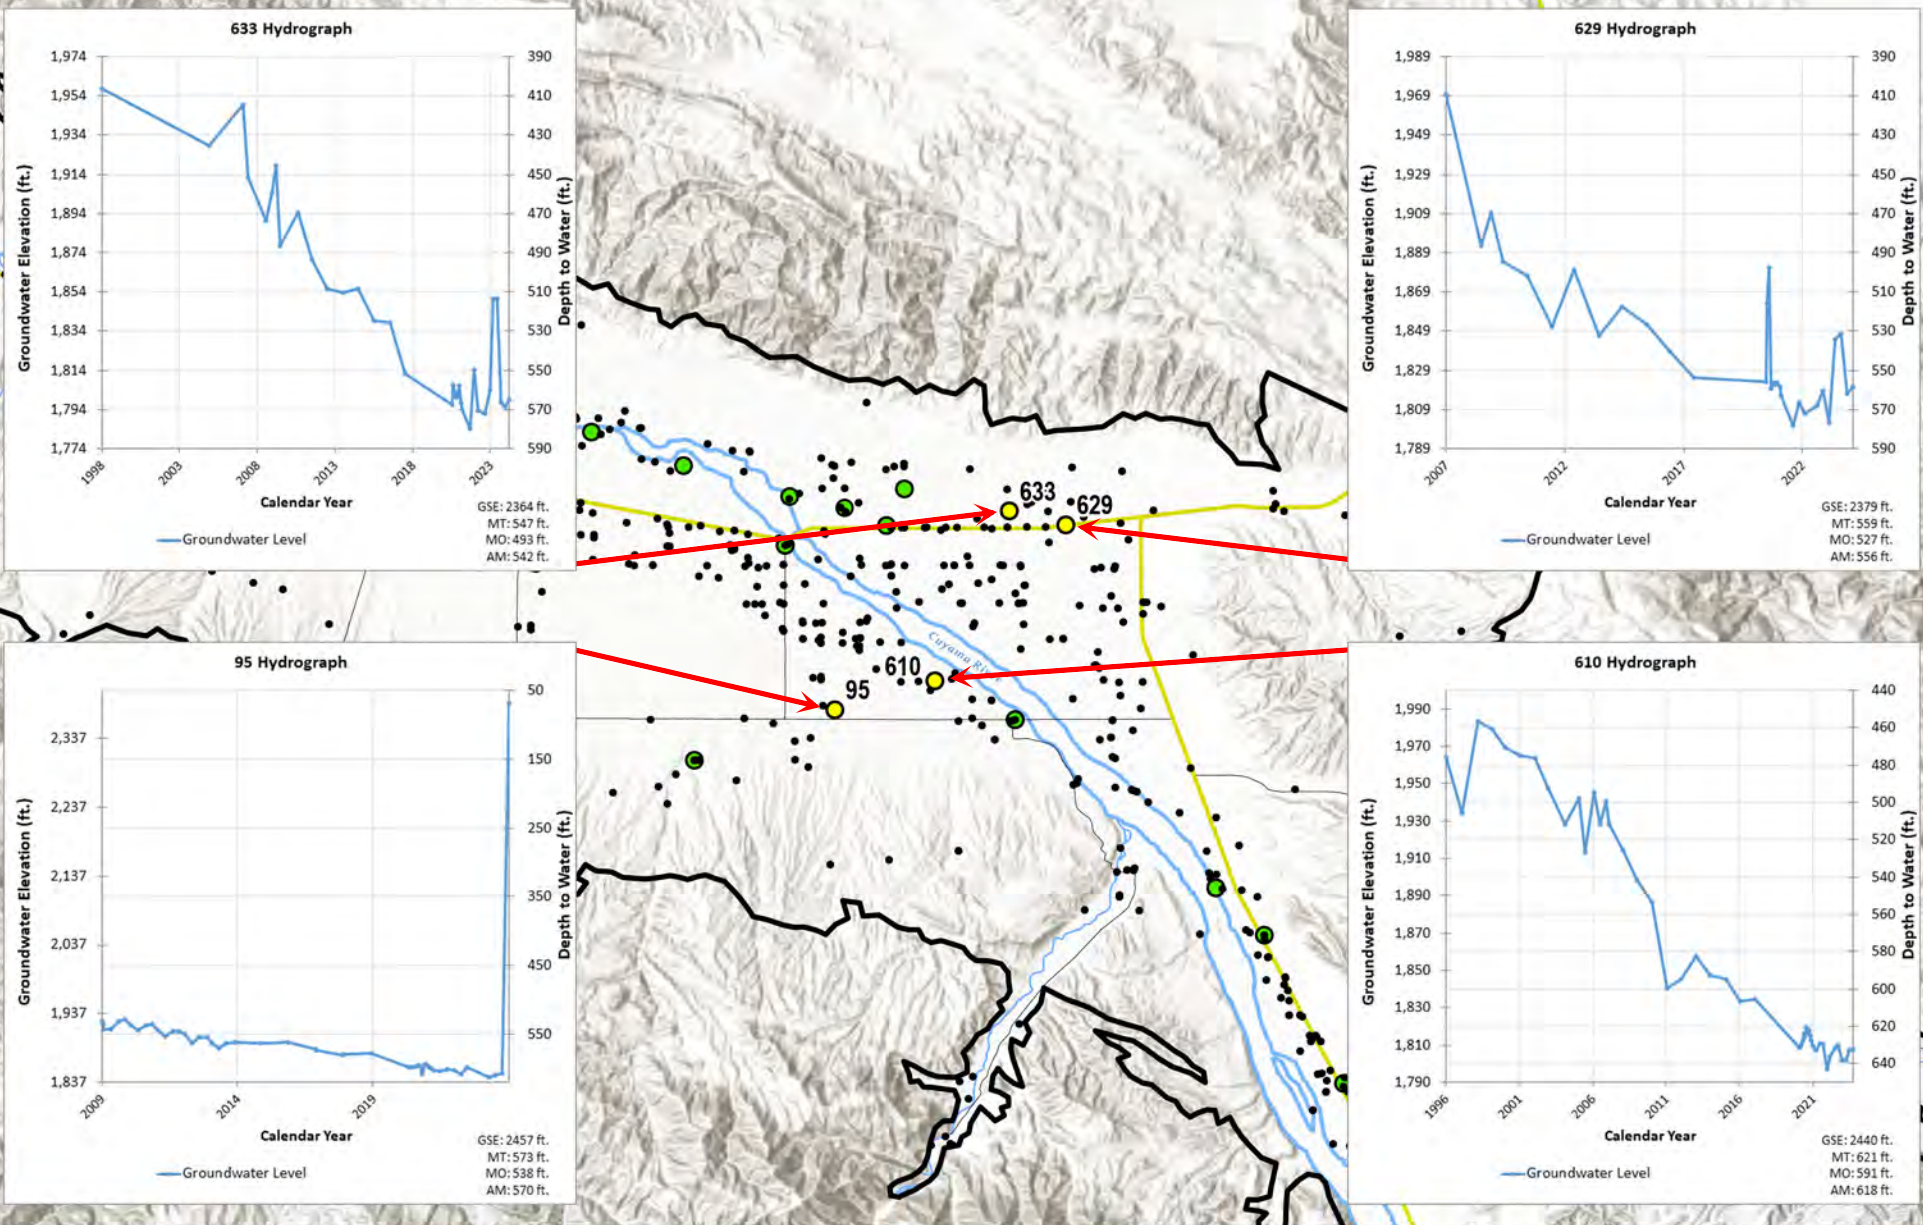 633 Hydrograph
1,974
1,954
1,934
1,914
1,894
1,874
1,854
1,834
1,814
1,794
1,774
390
410
430
450
470
490
510
530
550
570
590
Groundwater Elevation (ft.)
Depth to Water (ft.)
1998
2003
2008
2013
2018
2023
Calendar Year
Groundwater Level
GSE: 2364 ft.
MT: 547 ft.
MO: 493 ft.
AM: 542 ft.
629 Hydrograph
1,989
1,969
1,949
1,929
1,909
1,889
1,869
1,849
1,829
1,809
1,789
390
410
430
450
470
490
510
530
550
570
590
Groundwater Elevation (ft.)
Depth to Water (ft.)
2007
2012
2017
2022
Calendar Year
Groundwater Level
GSE: 2379 ft.
MT: 559 ft.
MO: 527 ft.
AM: 556 ft.
633
629
Cuyama River
610
95
95 Hydrograph
2,337
2,237
2,137
2,037
1,937
1,837
50
150
250
350
450
550
Groundwater Elevation (ft.)
Depth to Water (ft.)
2009
2014
2019
Calendar Year
Groundwater Level
GSE: 2457 ft.
MT: 573 ft.
MO: 538 ft.
AM: 570 ft.
610 Hydrograph
1,990
1,970
1,950
1,930
1,910
1,890
1,870
1,850
1,830
1,810
1,790
440
460
480
500
520
540
560
580
600
620
640
Groundwater Elevation (ft.)
Depth to Water (ft.)
1996
2001
2006
2011
2016
2021
Calendar Year
Groundwater Level
GSE: 2440 ft.
MT: 621 ft.
MO: 591 ft.
AM: 618 ft.